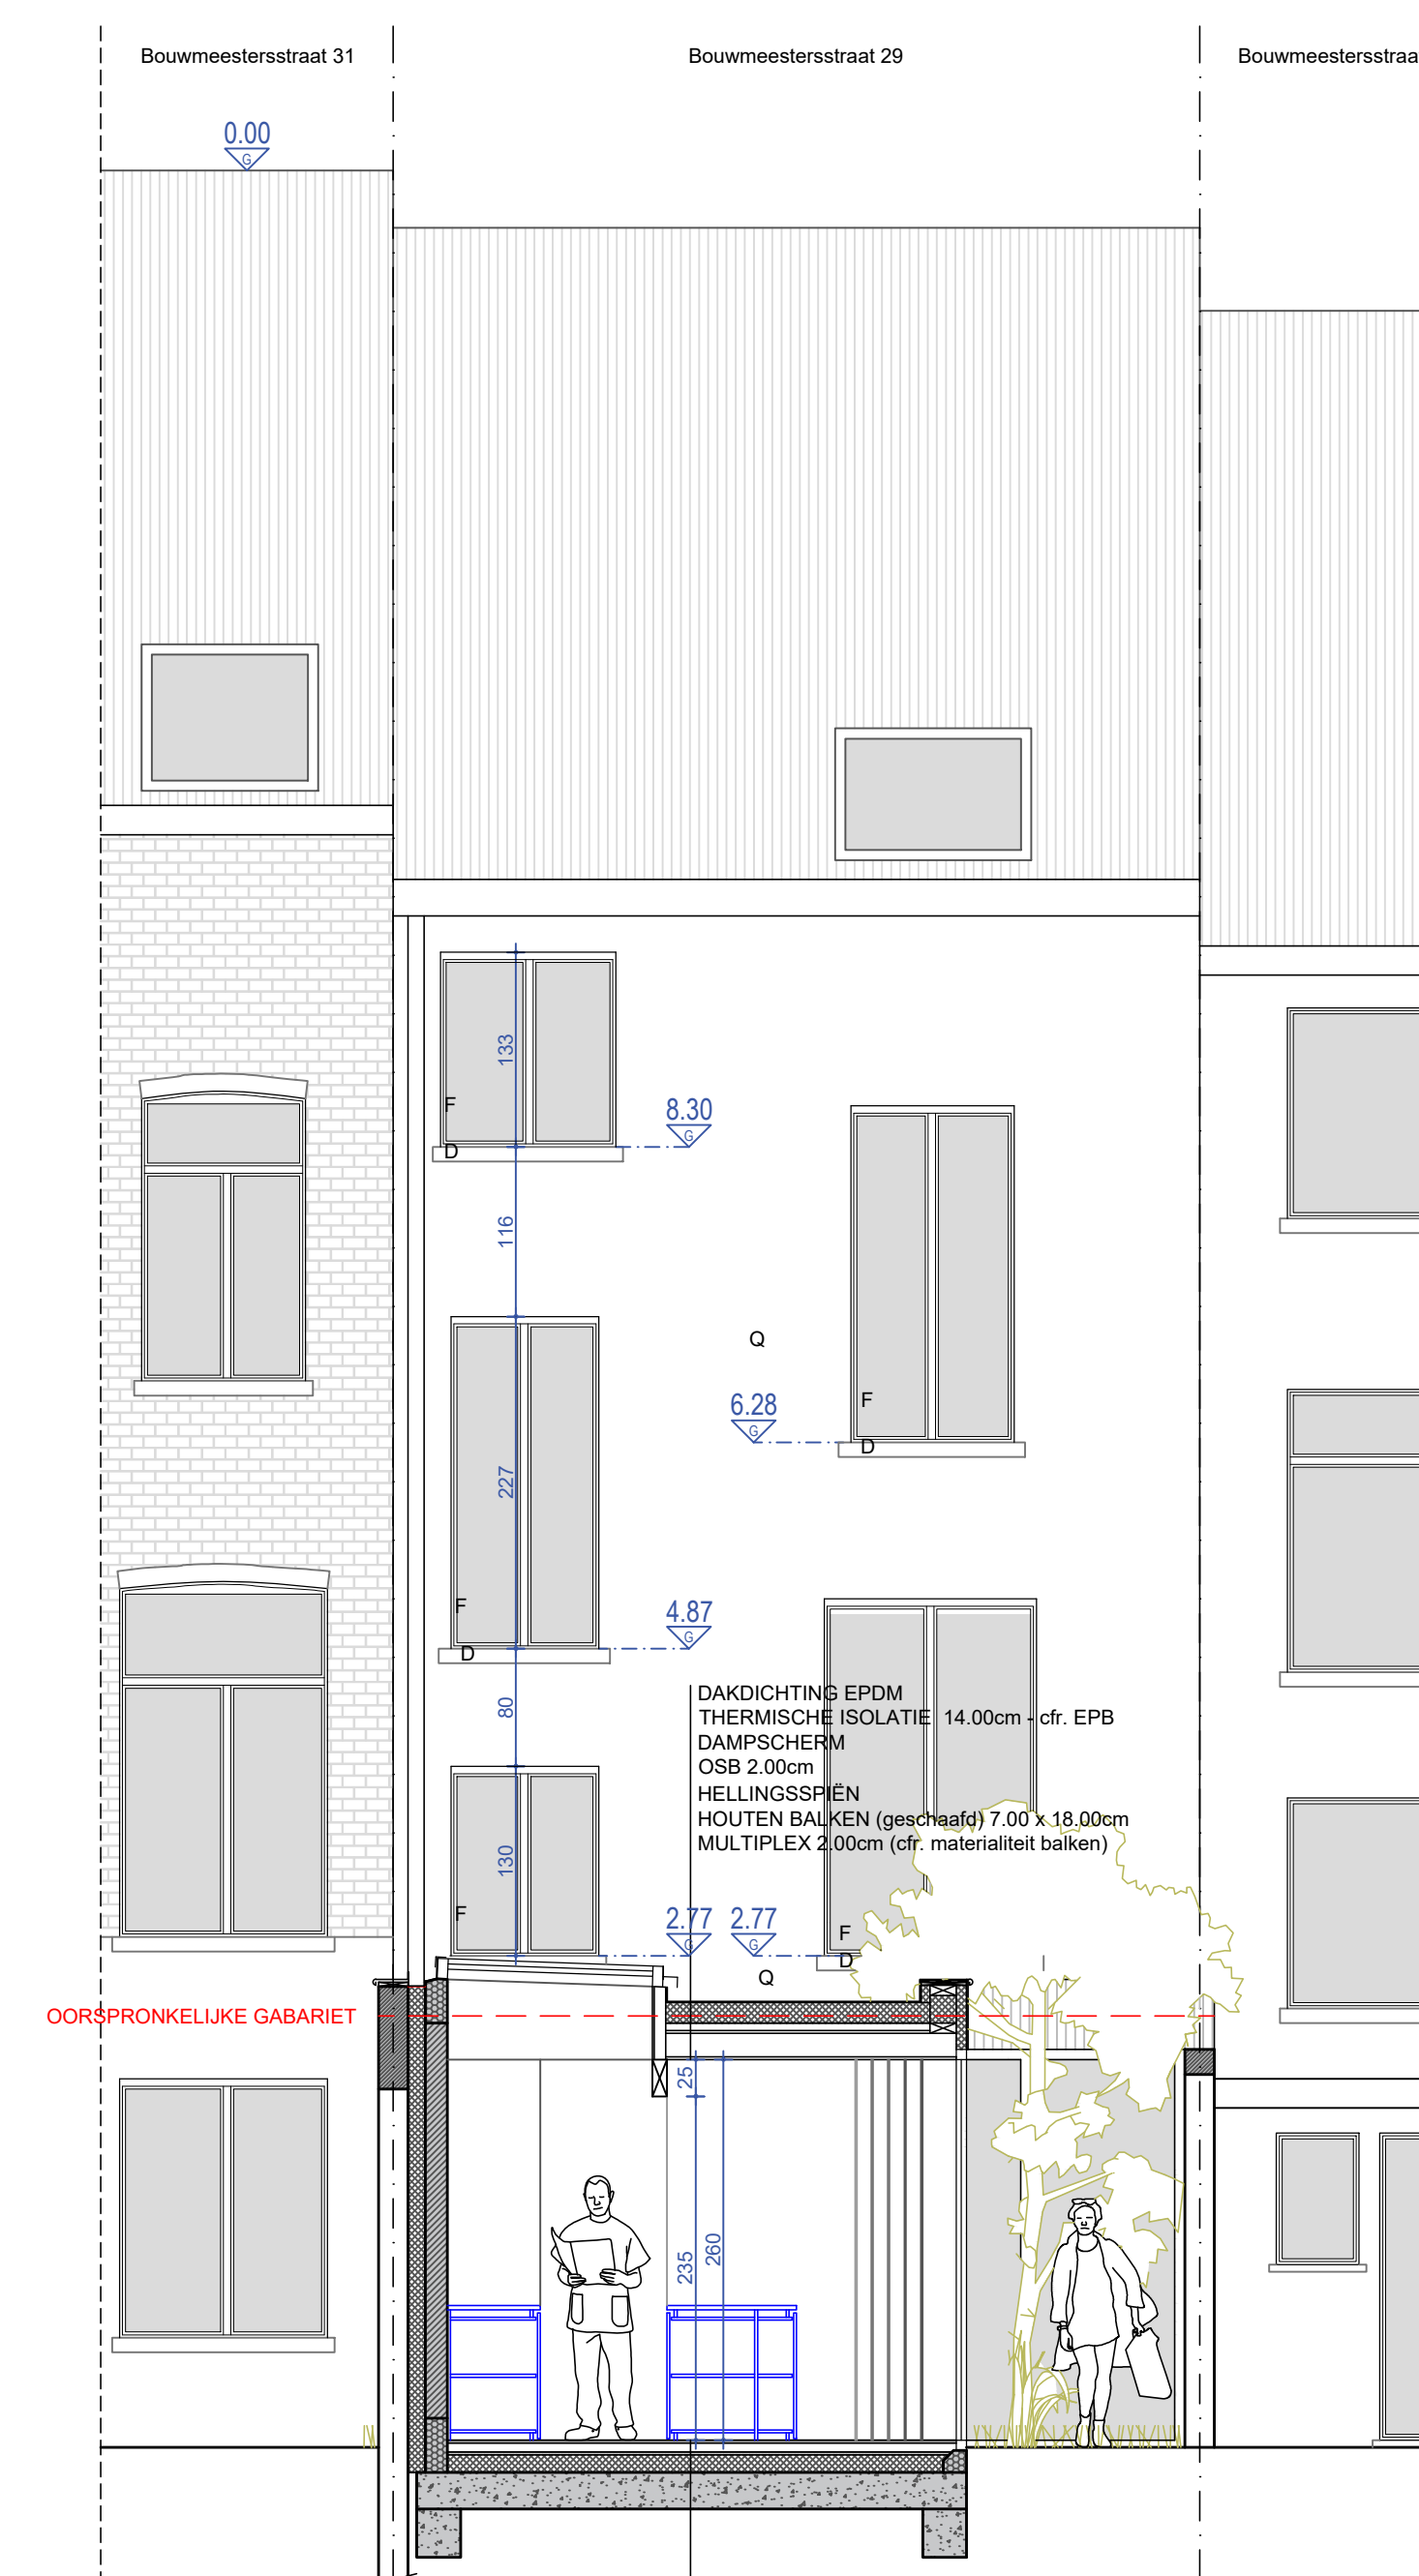 Bouwmeestersstraat 31
Bouwmeestersstraat 29
Bouwmeestersstraa
0.00
G
133
F
D
8.30
G
116
Q
6.28
G
F
D
227
F
D
4.87
G
80
DAKDICHTING EPDM
THERMISCHE ISOLATIE 14.00cm - cfr. EPB
DAMPSCHERM
OSB 2.00cm
HELLINGSSPIËN
HOUTEN BALKEN (geschaafd) 7.00 x 18.00cm
MULTIPLEX 2.00cm (cfr. materialiteit balken)
130
F
2.77
G
2.77
G
F
D
Q
OORSPRONKELIJKE GABARIET
25
235
260